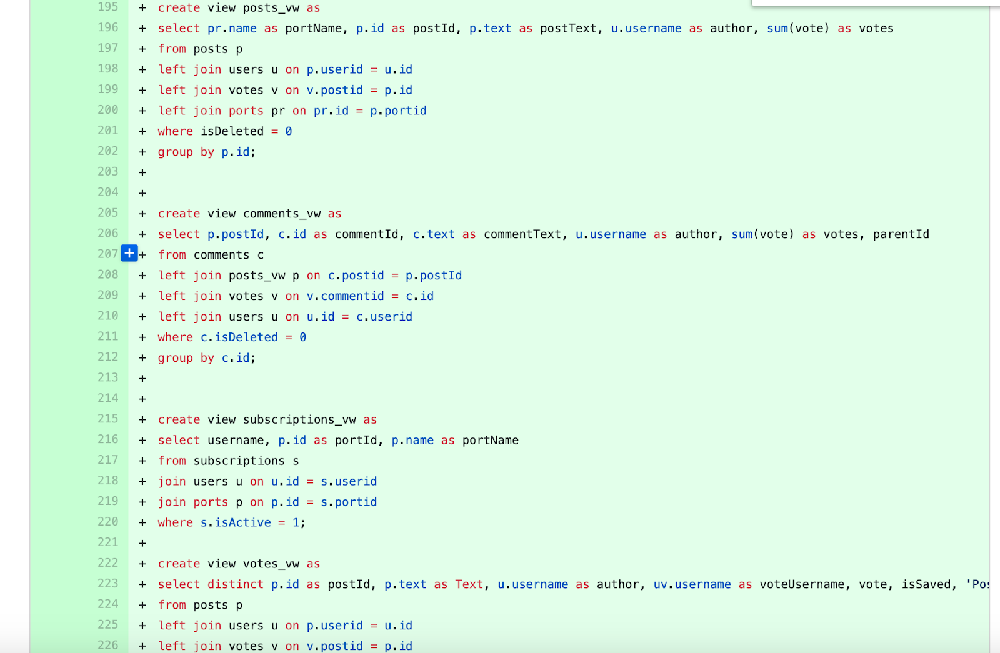 195 + create view posts_vw as
196 + select pr.name as portName, p.id as postId, p.text as postText, u.username as author, sum(vote) as votes
197 + from posts p
198 + left join users u on p.userid = u.id
199 + left join votes v on v.postid = p.id
200 + left join ports pr on pr.id = p.portid
201 + where isDeleted = 0
202 + group by p.id;
203 +
204 +
205 + create view comments_vw as
206 + select p.postId, c.id as commentId, c.text as commentText, u.username as author, sum(vote) as votes, parentId
207 + + from comments c
208 + left join posts_vw p on c.postid = p.postId
209 + left join votes v on v.commentid = c.id
210 + left join users u on u.id = c.userid
211 + where c.isDeleted = 0
212 + group by c.id;
213 +
214 +
215 + create view subscriptions_vw as
216 + select username, p.id as portId, p.name as portName
217 + from subscriptions s
218 + join users u on u.id = s.userid
219 + join ports p on p.id = s.portid
220 + where s.isActive = 1;
221 +
222 + create view votes_vw as
223 + select distinct p.id as postId, p.text as Text, u.username as author, uv.username as voteUsername, vote, isSaved, 'Pos
224 + from posts p
225 + left join users u on p.userid = u.id
226 + left join votes v on v.postid = p.id